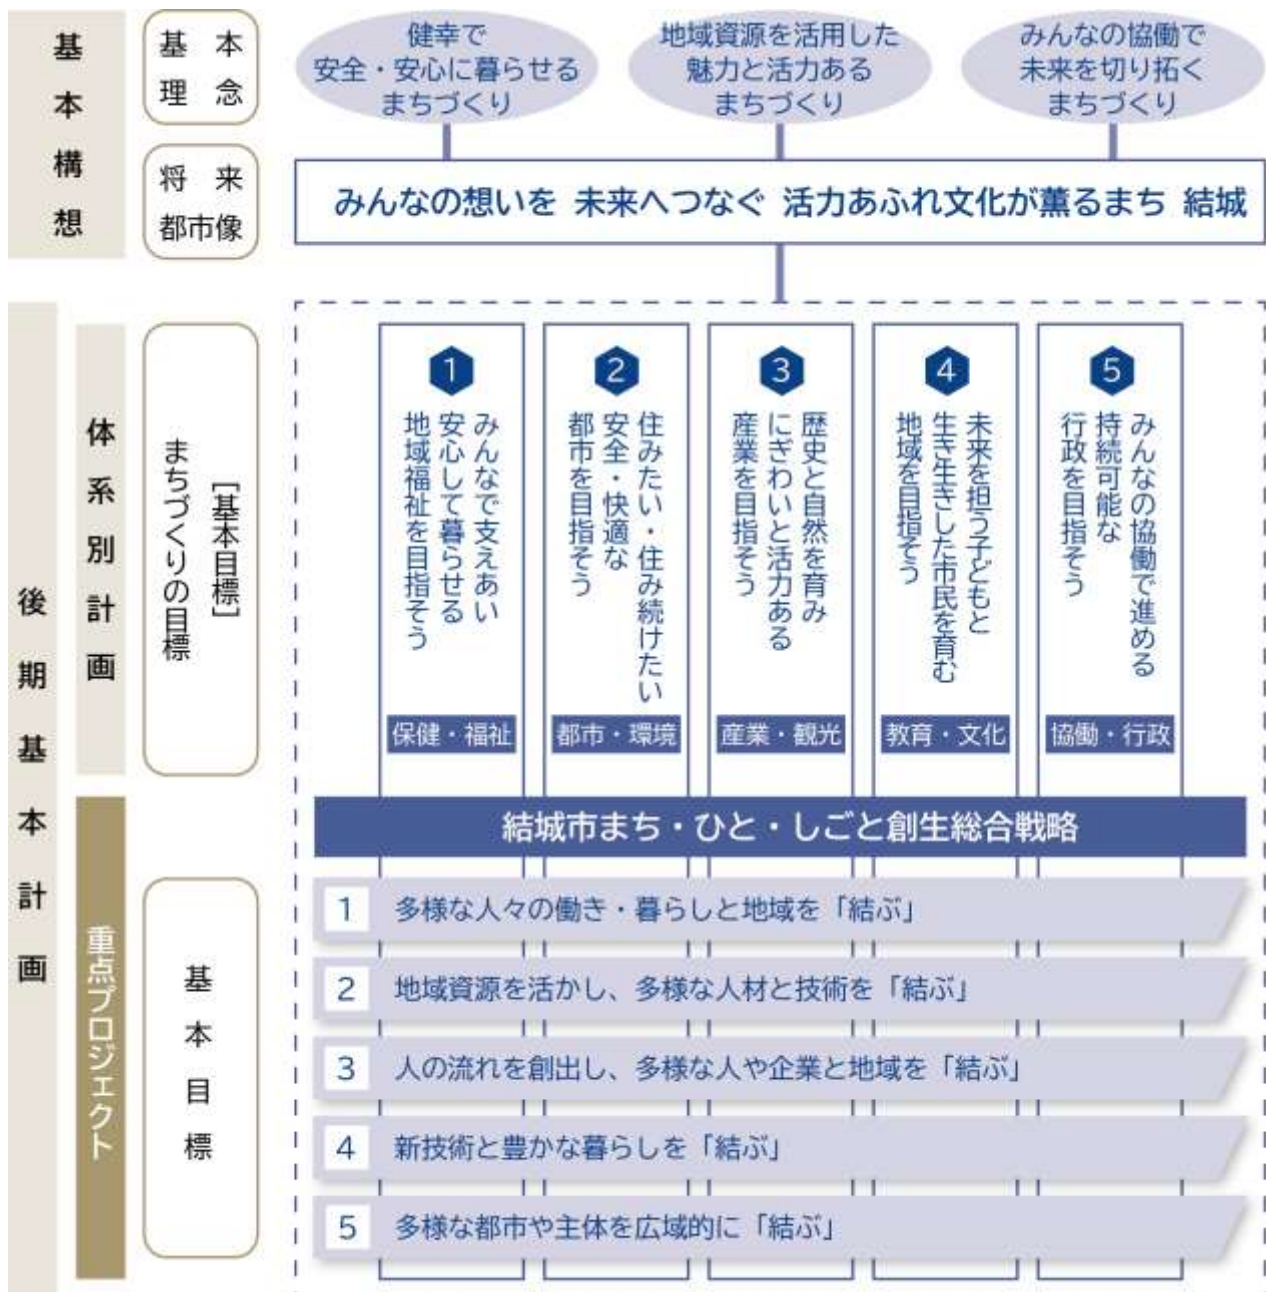 基本構想
基本
理念
健幸で
安全・安心に暮らせる
まちづくり
地域資源を活用した
魅力と活力ある
まちづくり
みんなの協働で
未来を切り拓く
まちづくり
将来
都市像
みんなの想いを 未来へつなぐ 活力あふれ文化が薫るまち 結城
後期基本計画
体系別計画
[基本目標]
まちづくりの目標
1
みんなで支えあい
安心して暮らせる
地域福祉を目指そう
保健・福祉
2
住みたい・住み続けたい
安全・快適な
都市を目指そう
都市・環境
3
歴史と自然を育み
にぎわいと活力ある
産業を目指そう
産業・観光
4
未来を担う子どもと
生き生きした市民を育む
地域を目指そう
教育・文化
5
みんなの協働で進める
持続可能な
行政を目指そう
協働・行政
重点プロジェクト
結城市まち・ひと・しごと創生総合戦略
基本目標
1 多様な人々の働き・暮らしと地域を「結ぶ」
2 地域資源を活かし、多様な人材と技術を「結ぶ」
3 人の流れを創出し、多様な人や企業と地域を「結ぶ」
4 新技術と豊かな暮らしを「結ぶ」
5 多様な都市や主体を広域的に「結ぶ」